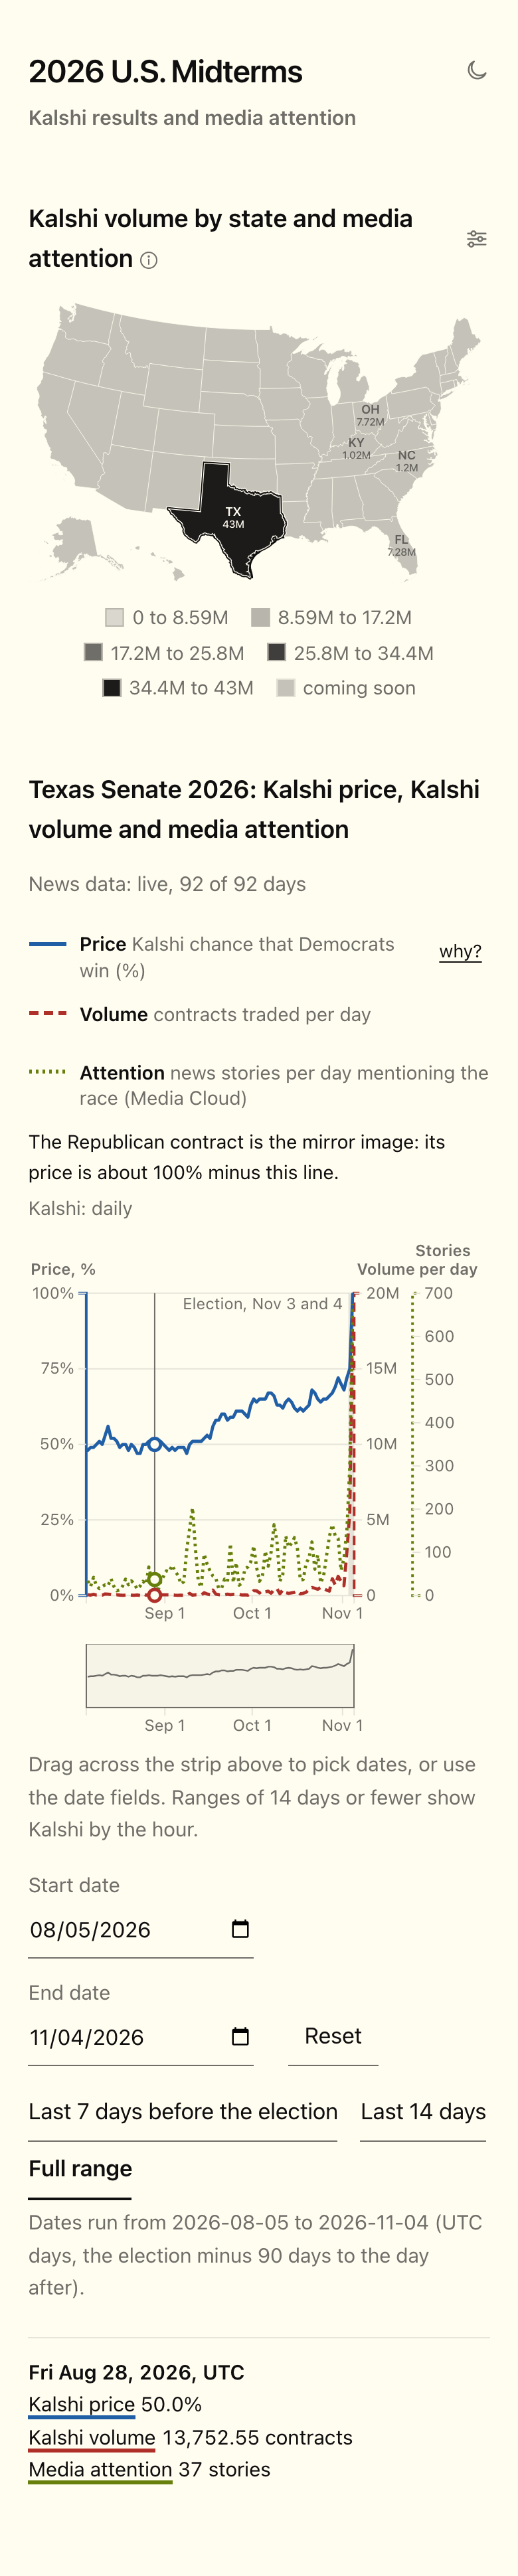 2026 U.S. Midterms
Kalshi results and media attention
Kalshi volume by state and media
attention
OH
7.72M
KY
1.02M
NC
1.2M
TX
43M
FL
7.28M
0 to 8.59M
8.59M to 17.2M
17.2M to 25.8M
25.8M to 34.4M
34.4M to 43M
coming soon
Texas Senate 2026: Kalshi price, Kalshi
volume and media attention
News data: live, 92 of 92 days
Price Kalshi chance that Democrats
win (%)
why?
Volume contracts traded per day
Attention news stories per day mentioning the
race (Media Cloud)
The Republican contract is the mirror image: its
price is about 100% minus this line.
Kalshi: daily
Price, %
Volume
Stories
per day
Election, Nov 3 and 4
100%
75%
50%
25%
0%
20M
15M
10M
5M
0
700
600
500
400
300
200
100
0
Sep 1
Oct 1
Nov 1
Sep 1
Oct 1
Nov 1
Drag across the strip above to pick dates, or use
the date fields. Ranges of 14 days or fewer show
Kalshi by the hour.
Start date
08/05/2026
End date
11/04/2026
Reset
Last 7 days before the election
Last 14 days
Full range
Dates run from 2026-08-05 to 2026-11-04 (UTC
days, the election minus 90 days to the day
after).
Fri Aug 28, 2026, UTC
Kalshi price 50.0%
Kalshi volume 13,752.55 contracts
Media attention 37 stories